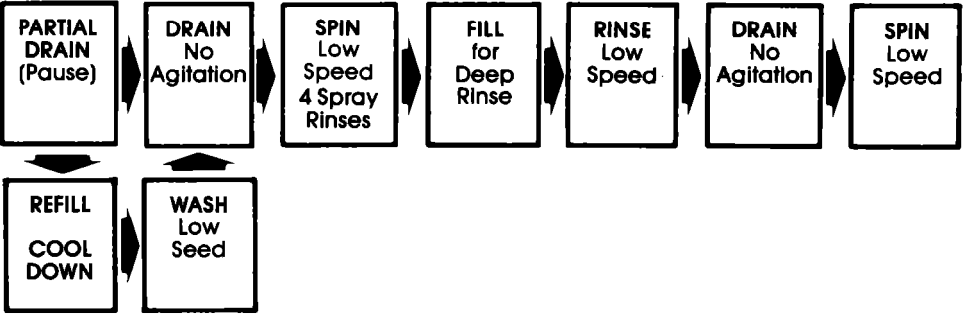 PARTIAL
DRAIN
(Pause)
DRAIN
No
Agitation
SPIN
Low
Speed
4 Spray
Rinses
FILL
for
Deep
Rinse
RINSE
Low
Speed
DRAIN
No
Agitation
SPIN
Low
Speed
REFILL
COOL
DOWN
WASH
Low
Seed